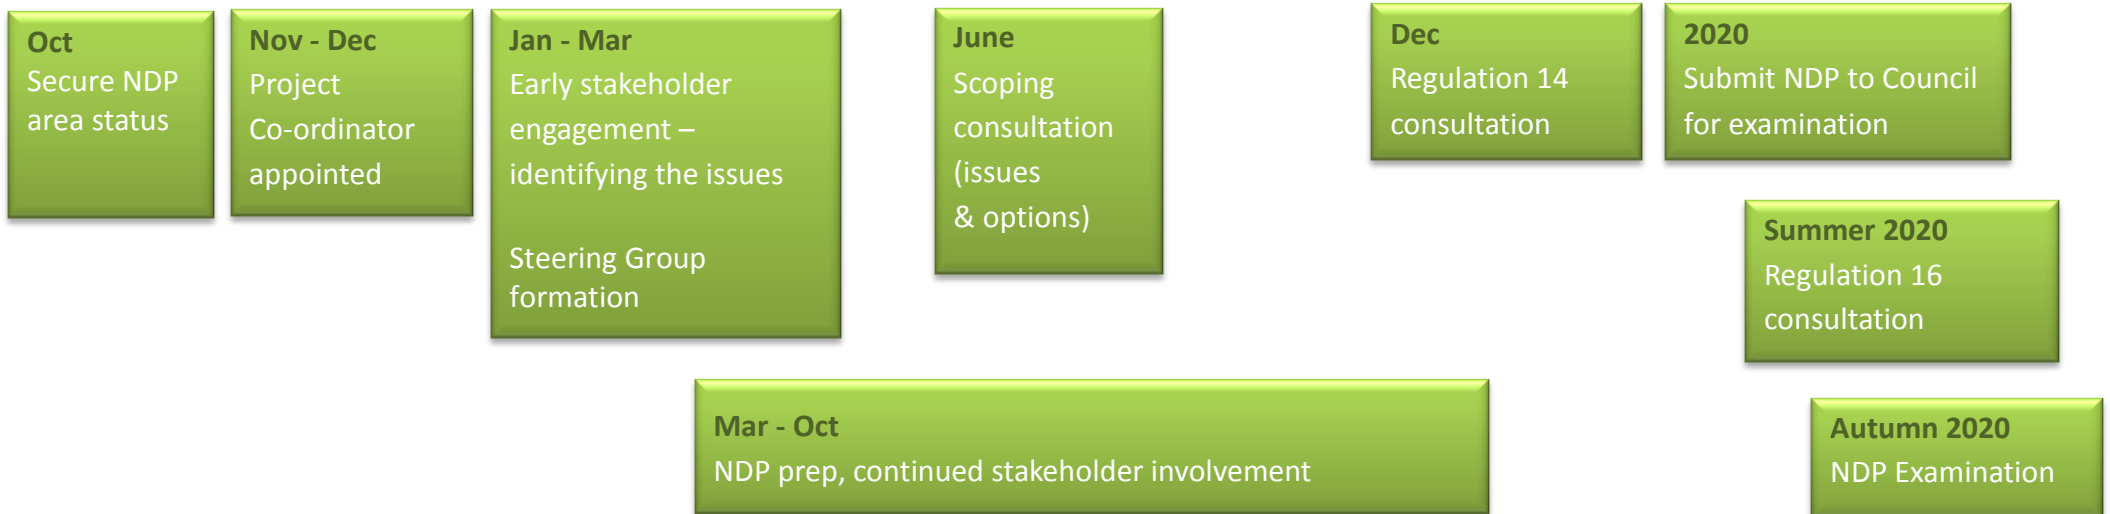 Oct
Secure NDP
area status
Nov - Dec
Project
Co-ordinator
appointed
Jan - Mar
Early stakeholder
engagement –
identifying the issues
Steering Group
formation
June
Scoping
consultation
(issues
& options)
Dec
Regulation 14
consultation
2020
Submit NDP to Council
for examination
Summer 2020
Regulation 16
consultation
Mar - Oct
NDP prep, continued stakeholder involvement
Autumn 2020
NDP Examination